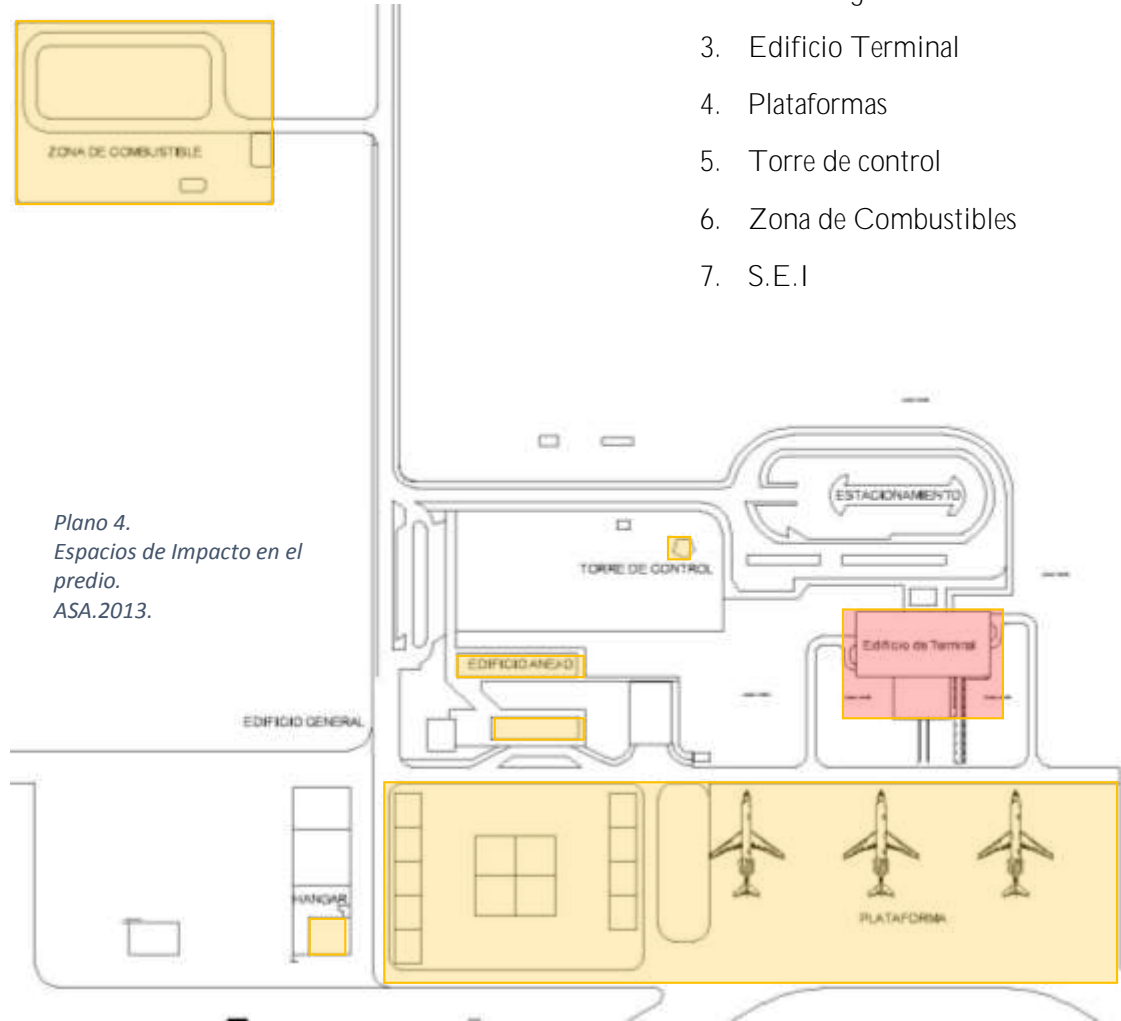 3. Edificio Terminal
4. Plataformas
5. Torre de control
6. Zona de Combustibles
7. S.E.I
ZONA DE COMBUSTIBLE
ESTACIONAMIENTO
Plano 4.
Espacios de Impacto en el
predio.
ASA.2013.
TORRE DE CONTROL
Edificio de Terminal
EDIFICIO ANEXO
EDIFICIO GENERAL
HANGAR
PLATAFORMA